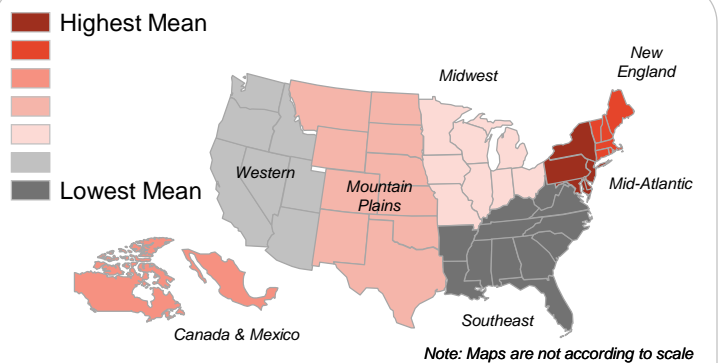 Highest Mean
New
England
Midwest
Western
Mountain
Plains
Mid-Atlantic
Lowest Mean
Southeast
Canada & Mexico
Note: Maps are not according to scale